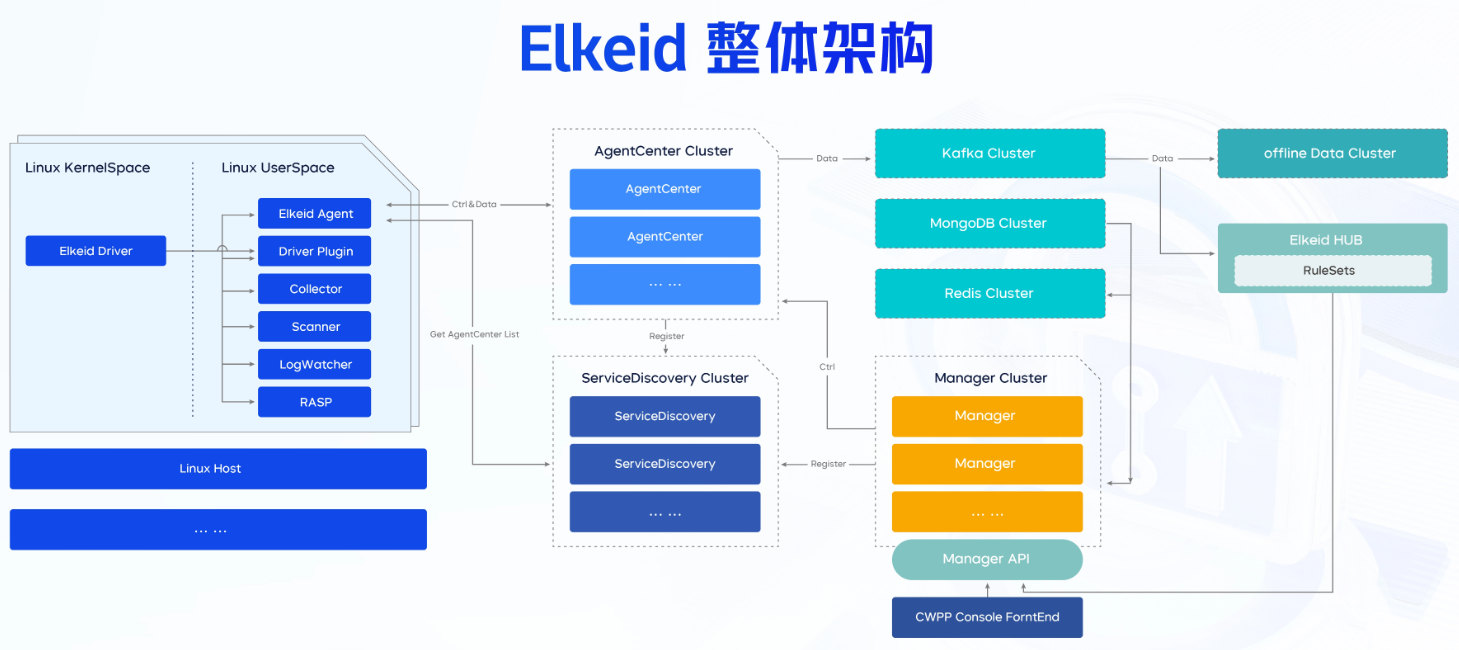 Elkeid 整体架构
Linux KernelSpace
Linux UserSpace
Elkeid Driver
Elkeid Agent
Driver Plugin
Collector
Scanner
LogWatcher
RASP
Linux Host
... ...
Ctrl&Data
Get AgentCenter List
AgentCenter Cluster
AgentCenter
AgentCenter
... ...
Register
ServiceDiscovery Cluster
ServiceDiscovery
ServiceDiscovery
... ...
Data
Kafka Cluster
MongoDB Cluster
Redis Cluster
Ctrl
Register
Manager Cluster
Manager
Manager
... ...
Manager API
CWPP Console ForntEnd
Data
offline Data Cluster
Elkeid HUB
RuleSets